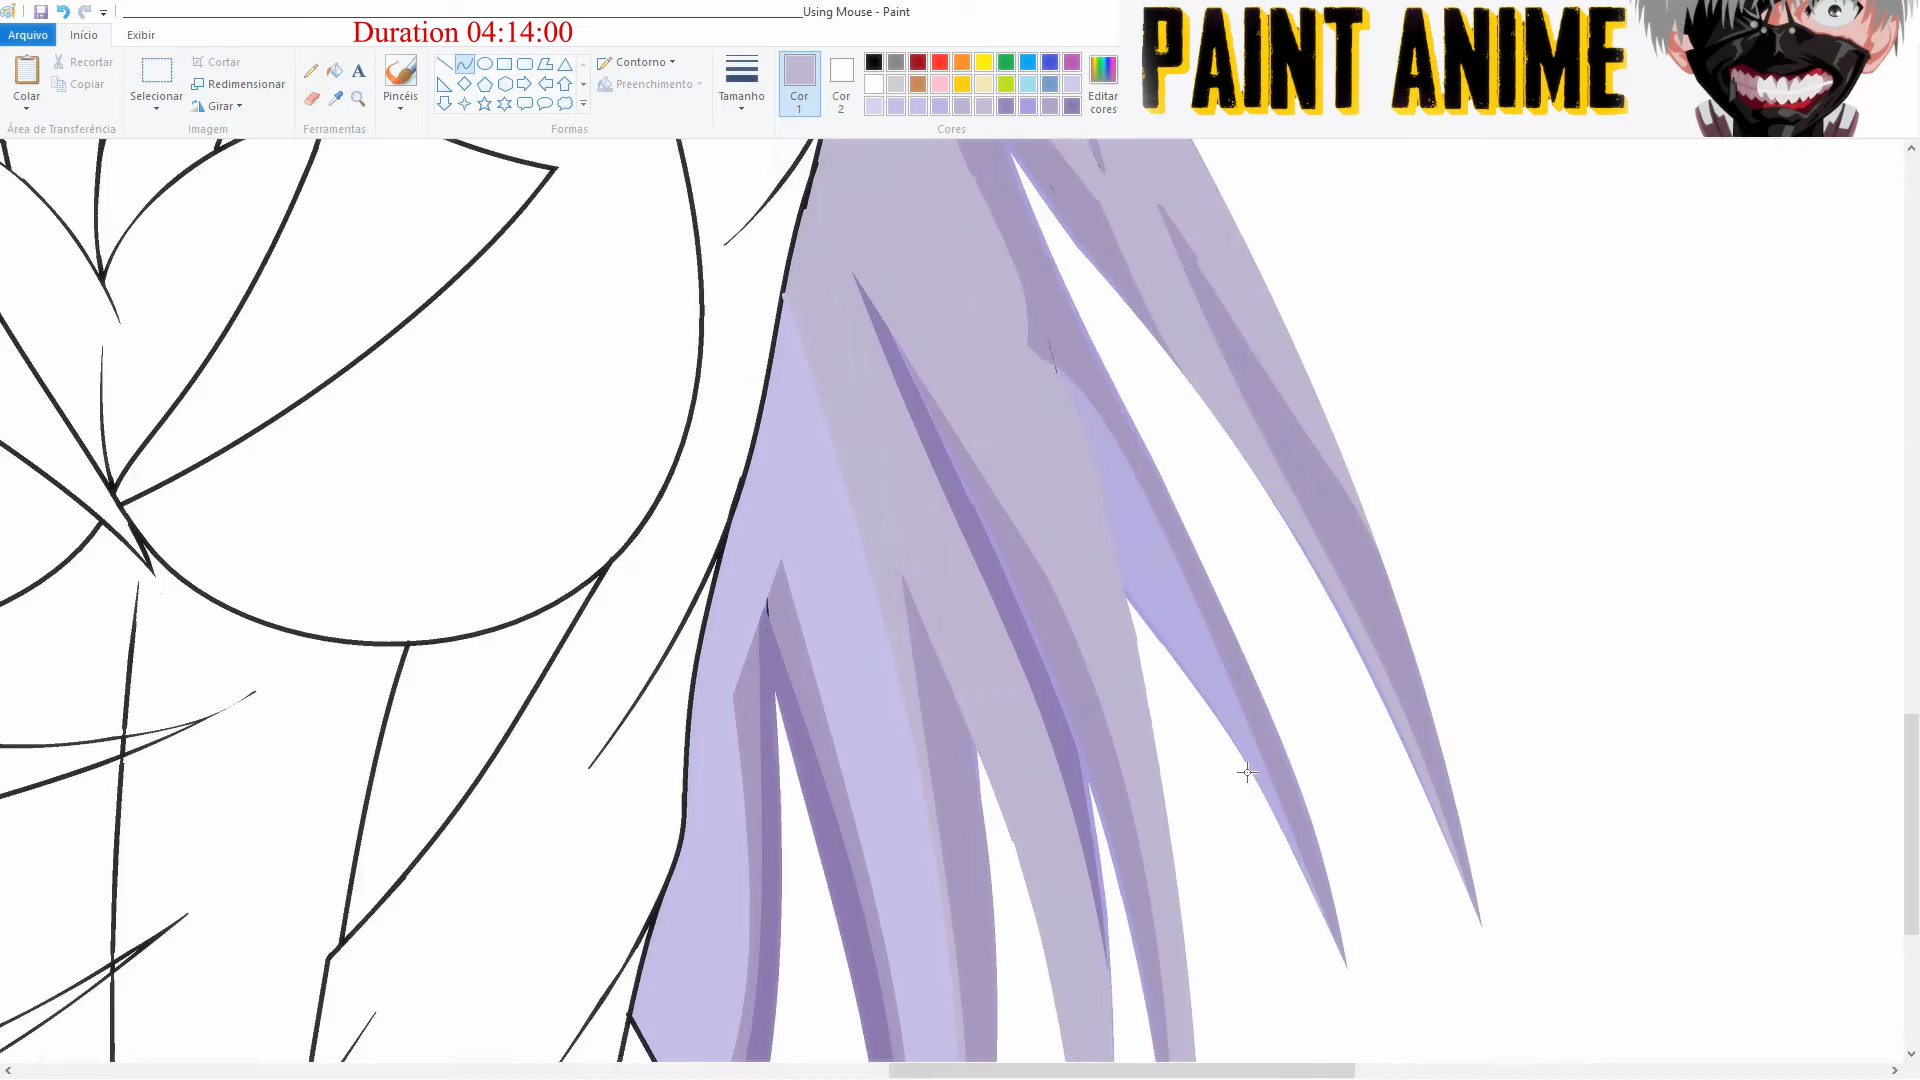 Using Mouse - Paint
Duration 04:14:00
PAINT ANIME
Arquivo
Início
Exibir
Colar
Recortar
Copiar
Área de Transferência
Selecionar
Redimensionar
Girar
Imagem
A
Ferramentas
Pincéis
Contorno
Preenchimento
Formas
Tamanho
Cor
1
Cor
2
Editar
cores
Cores